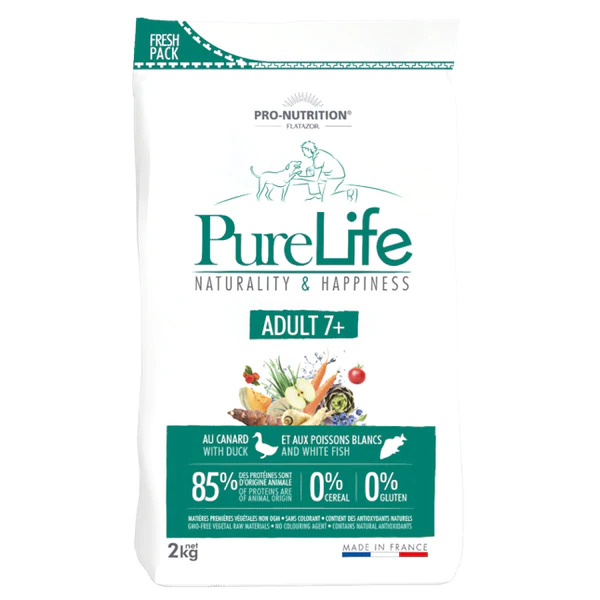 FRESH
PACK
PRO-NUTRITION®
FLATAZOR
PureLife
NATURALITY & HAPPINESS
ADULT 7+
AU CANARD
WITH DUCK
ET AUX POISSONS BLANCS
AND WHITE FISH
85% DES PROTÉINES SONT
D'ORIGINE ANIMALE
OF PROTEINS ARE
OF ANIMAL ORIGIN
0%
CEREAL
0%
GLUTEN
MATIÈRES PREMIÈRES VÉGÉTALES NON OGM • SANS COLORANT • CONTIENT DES ANTIOXYDANTS NATURELS
GMO-FREE VEGETAL RAW MATERIALS • NO COLOURING AGENT • CONTAINS NATURAL ANTIOXIDANTS
2kg net
MADE IN FRANCE